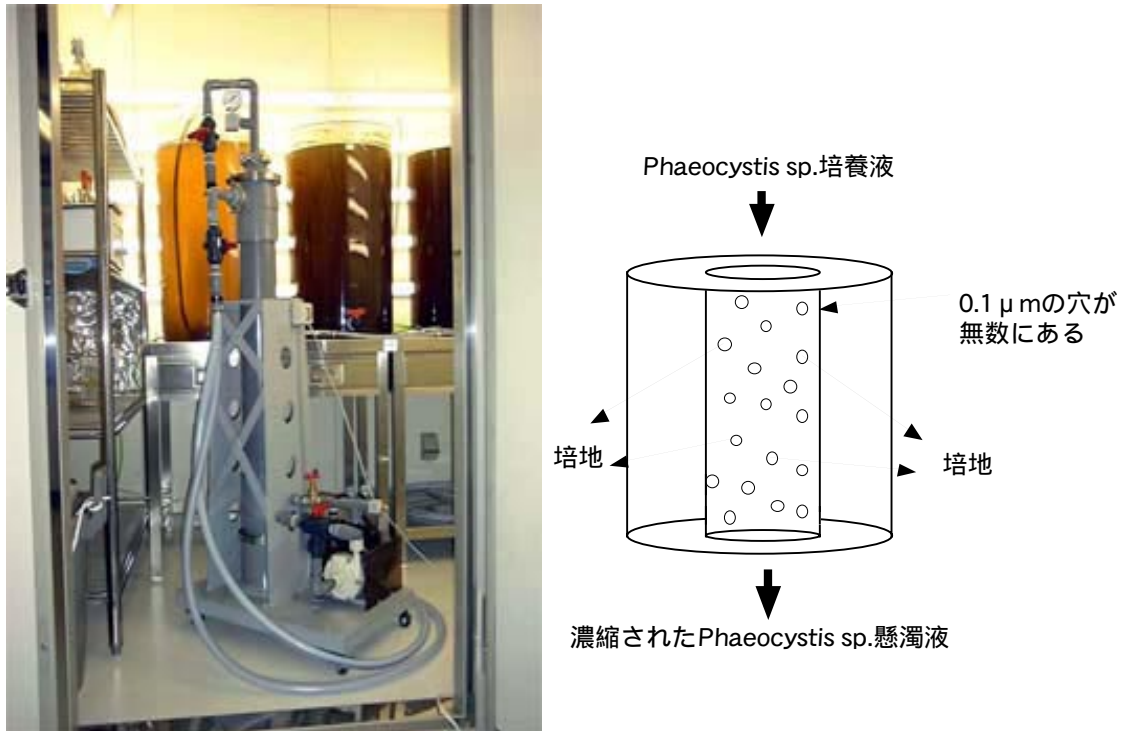 Phaeocystis sp.培養液
0.1μmの穴が
無数にある
培地
培地
濃縮されたPhaeocystis sp.懸濁液